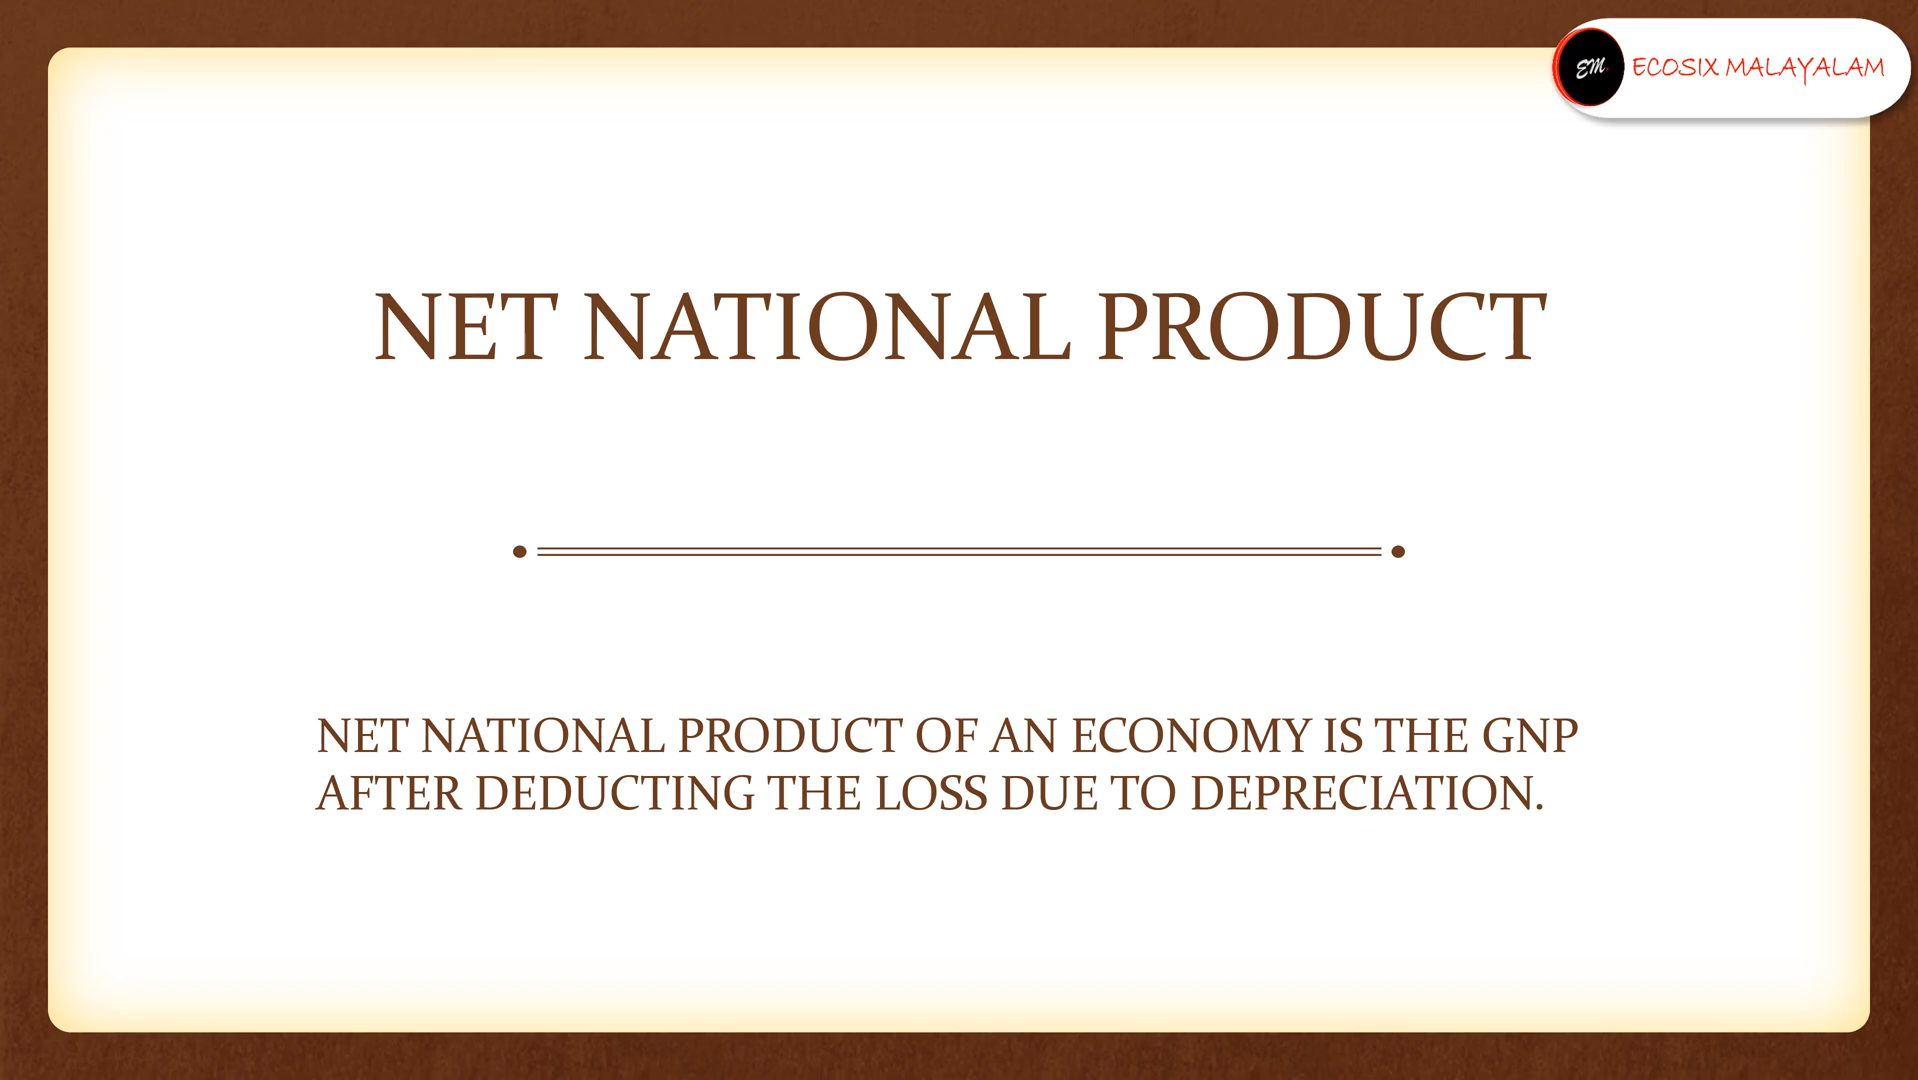 EM ECOSIX MALAYALAM
NET NATIONAL PRODUCT
NET NATIONAL PRODUCT OF AN ECONOMY IS THE GNP
AFTER DEDUCTING THE LOSS DUE TO DEPRECIATION.